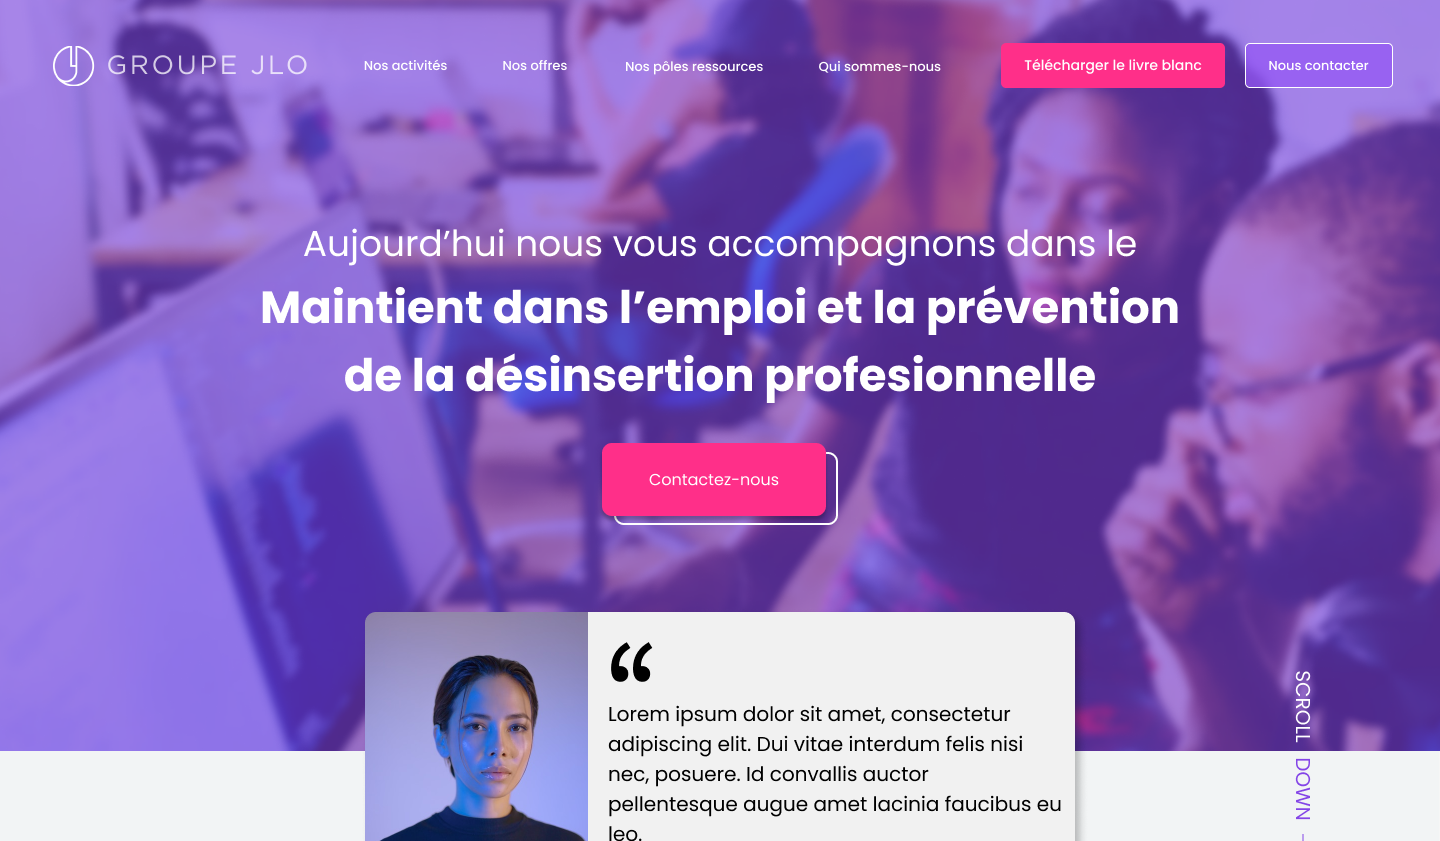 GROUPE JLO
Nos activités
Nos offres
Nos pôles ressources
Qui sommes-nous
Télécharger le livre blanc
Nous contacter
Aujourd’hui nous vous accompagnons dans le
Maintient dans l’emploi et la prévention
de la désinsertion profesionnelle
Contactez-nous
“
Lorem ipsum dolor sit amet, consectetur
adipiscing elit. Dui vitae interdum felis nisi
nec, posuere. Id convallis auctor
pellentesque augue amet lacinia faucibus eu
leo.
SCROLL DOWN –